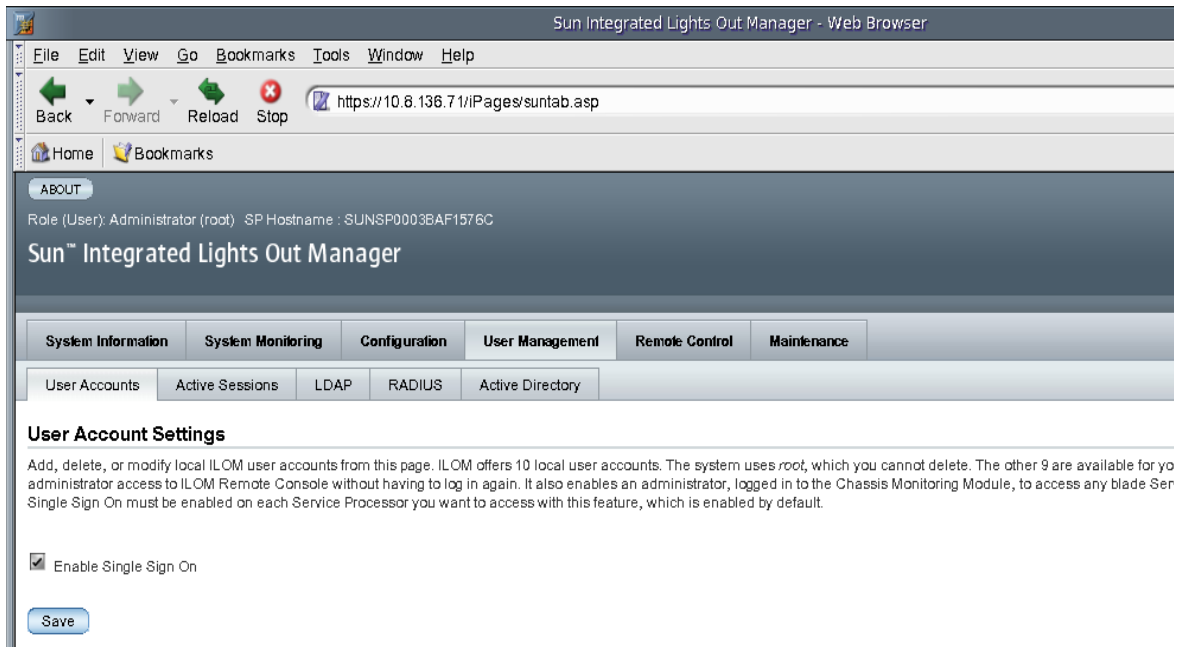 Sun Integrated Lights Out Manager - Web Browser
File Edit View Go Bookmarks Tools Window Help
Back Forward Reload Stop https://10.8.136.71/iPages/suntab.asp
Home Bookmarks
ABOUT
Role (User): Administrator (root) SP Hostname : SUNSP0003BAF1576C
Sun™ Integrated Lights Out Manager
System Information System Monitoring Configuration User Management Remote Control Maintenance
User Accounts Active Sessions LDAP RADIUS Active Directory
User Account Settings
Add, delete, or modify local ILOM user accounts from this page. ILOM offers 10 local user accounts. The system uses root, which you cannot delete. The other 9 are available for yo
administrator access to ILOM Remote Console without having to log in again. It also enables an administrator, logged in to the Chassis Monitoring Module, to access any blade Ser
Single Sign On must be enabled on each Service Processor you want to access with this feature, which is enabled by default.
Enable Single Sign On
Save